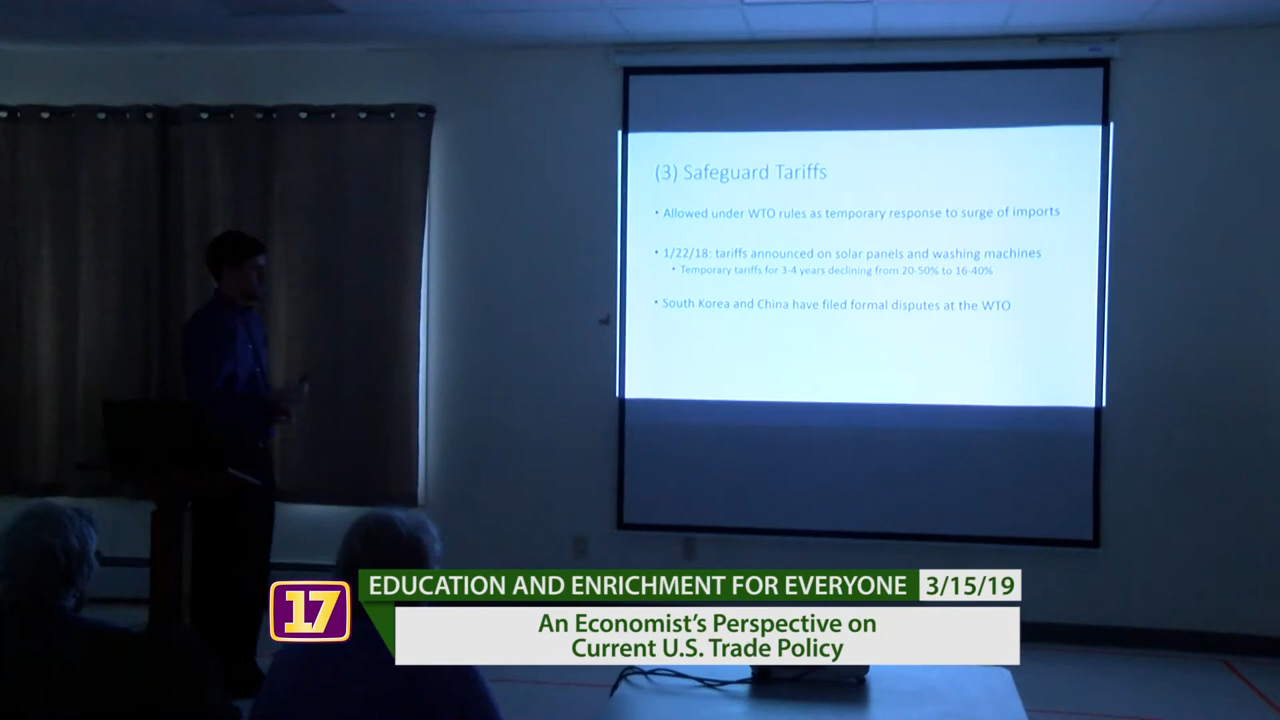 (3) Safeguard Tariffs
• Allowed under WTO rules as temporary response to surge of imports
• 1/22/18: tariffs announced on solar panels and washing machines
• Temporary tariffs for 3-4 years declining from 20-50% to 16-40%
• South Korea and China have filed formal disputes at the WTO
17
EDUCATION AND ENRICHMENT FOR EVERYONE 3/15/19
An Economist's Perspective on
Current U.S. Trade Policy